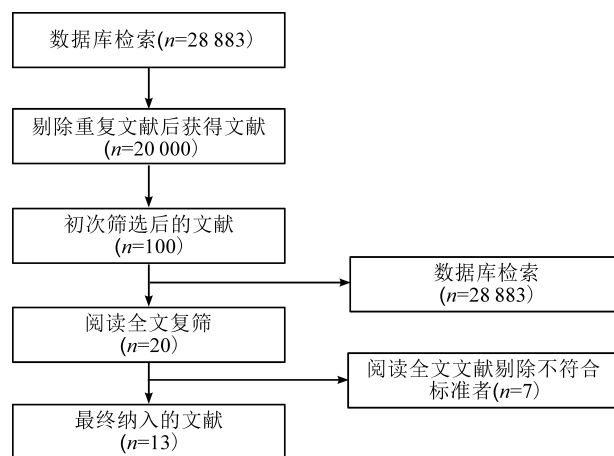 数据库检索(n=28 883）
剔除重复文献后获得文献
(n=20 000）
初次筛选后的文献
(n=100）
数据库检索
(n=28 883）
阅读全文复筛
(n=20）
阅读全文文献剔除不符合
标准者(n=7）
最终纳入的文献
(n=13）